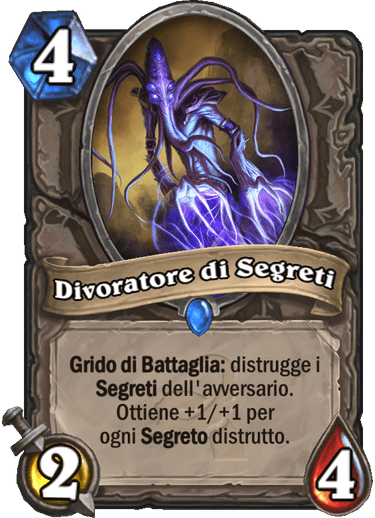 4
Divoratore di Segreti
Grido di Battaglia: distrugge i
Segreti dell'avversario.
Ottiene +1/+1 per
ogni Segreto distrutto.
2
4